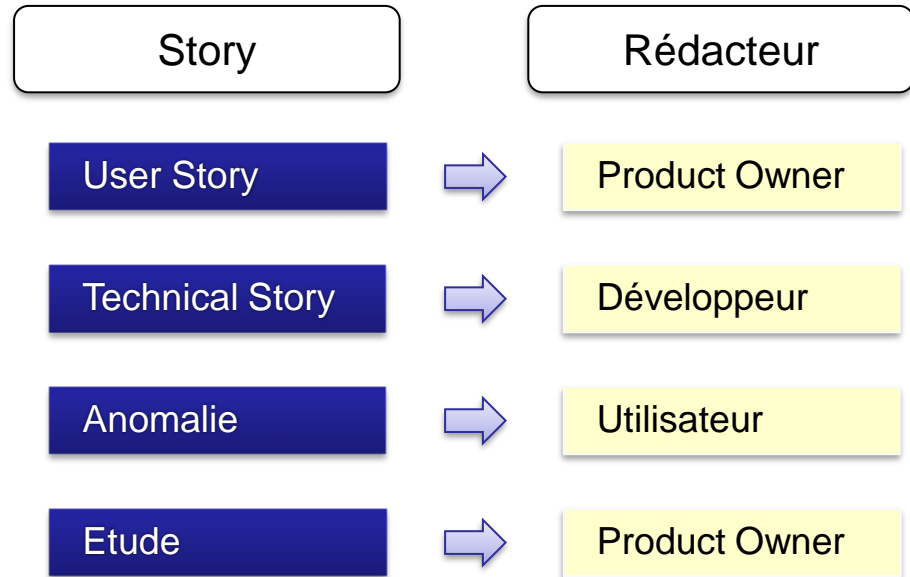 Story
Rédacteur
User Story
Product Owner
Technical Story
Développeur
Anomalie
Utilisateur
Etude
Product Owner